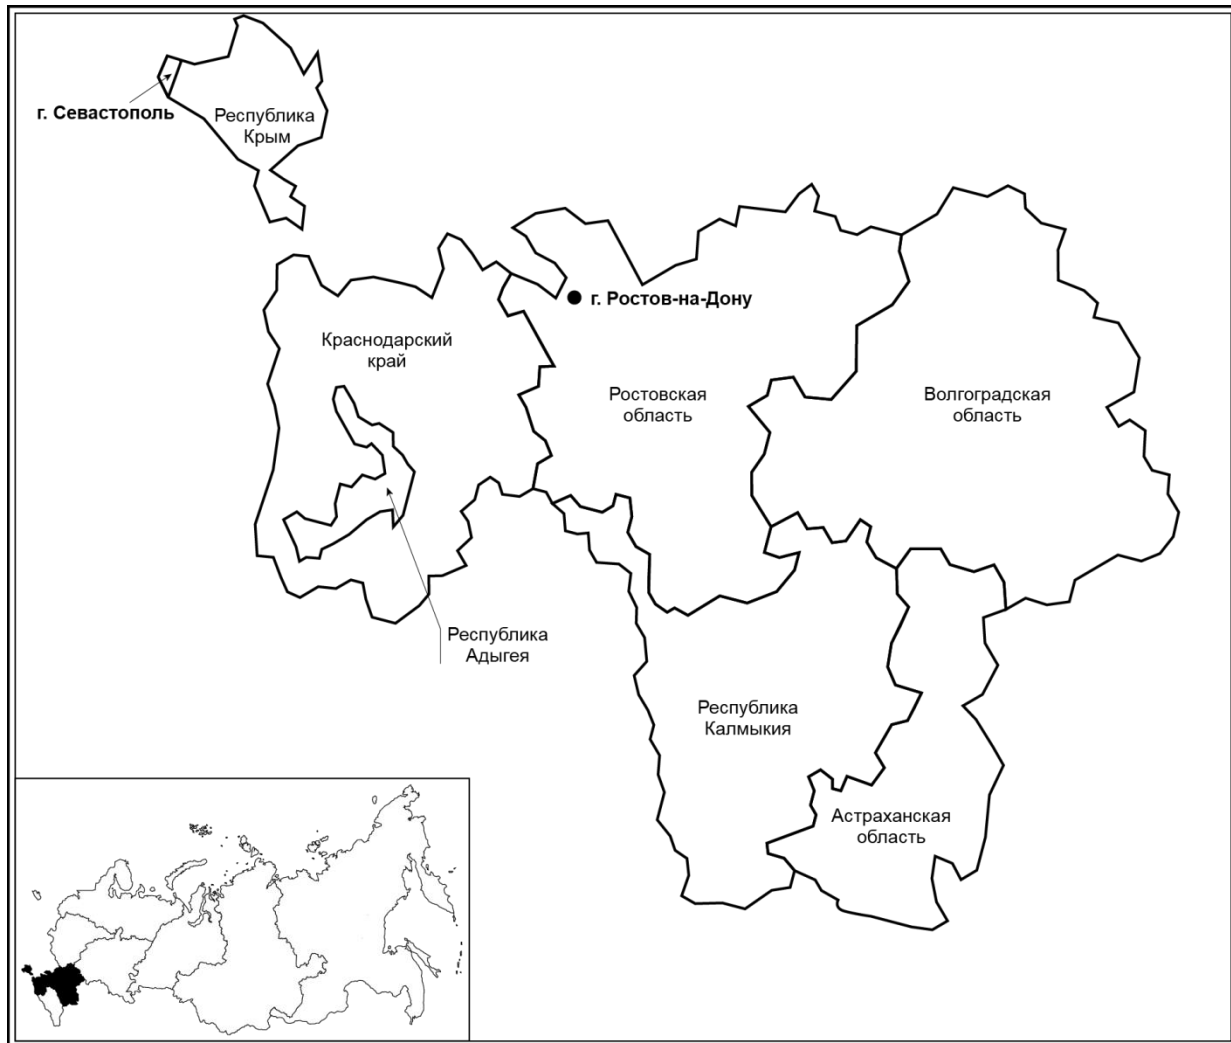 г. Севастополь
Республика
Крым
г. Ростов-на-Дону
Краснодарский
край
Ростовская
область
Волгоградская
область
Республика
Адыгея
Республика
Калмыкия
Астраханская
область